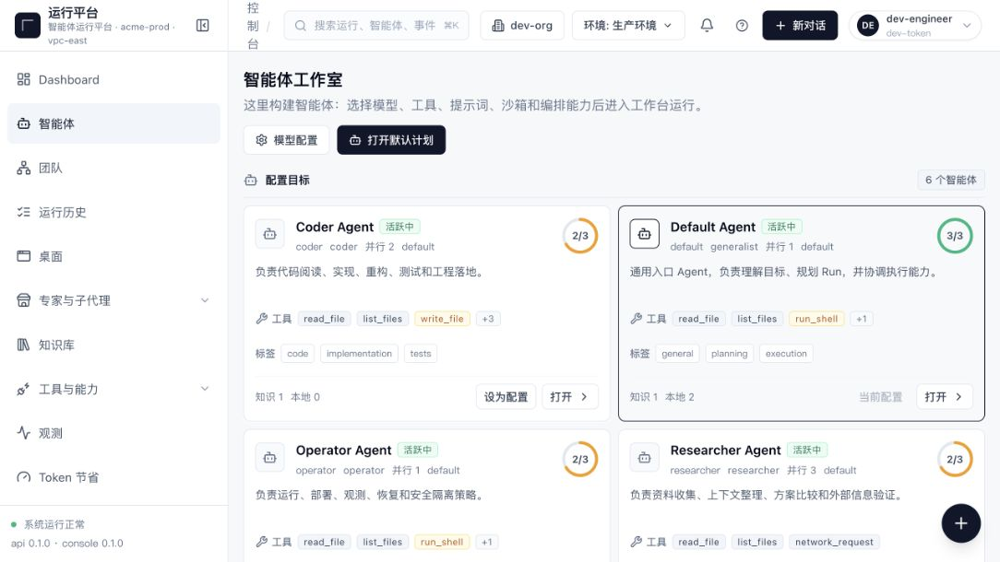 运行平台
智能体运行平台 · acme-prod ·
vpc-east
Dashboard
智能体
团队
运行历史
桌面
专家与子代理
知识库
工具与能力
观测
Token 节省
系统运行正常
api 0.1.0 · console 0.1.0
控
制
台
/
搜索运行、智能体、事件 ⌘K
dev-org
环境: 生产环境
+ 新对话
DE
dev-engineer
dev-token
智能体工作室
这里构建智能体：选择模型、工具、提示词、沙箱和编排能力后进入工作台运行。
模型配置
打开默认计划
配置目标
6 个智能体
Coder Agent 活跃中
2/3
coder coder 并行 2 default
负责代码阅读、实现、重构、测试和工程落地。
工具 read_file list_files write_file +3
标签 code implementation tests
知识 1 本地 0
设为配置
打开
Default Agent 活跃中
3/3
default generalist 并行 1 default
通用入口 Agent，负责理解目标、规划 Run，并协调执行能力。
工具 read_file list_files run_shell +1
标签 general planning execution
知识 1 本地 2
当前配置
打开
Operator Agent 活跃中
2/3
operator operator 并行 1 default
负责运行、部署、观测、恢复和安全隔离策略。
工具 read_file list_files run_shell +1
Researcher Agent 活跃中
2/3
researcher researcher 并行 3 default
负责资料收集、上下文整理、方案比较和外部信息验证。
工具 read_file list_files network_request